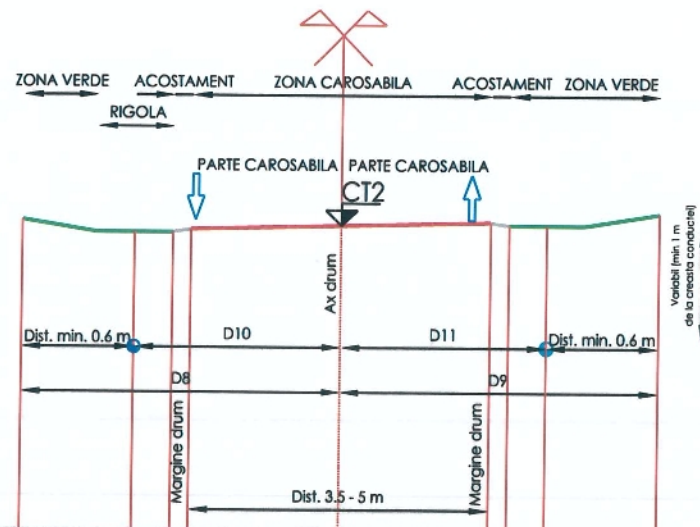 ZONA VERDE ACOSTAMENT ZONA CAROSABILA ACOSTAMENT ZONA VERDE
RIGOLA
PARTE CAROSABILA PARTE CAROSABILA
CT2
Variabil (min 1 m
de la creasta conductei)
Ax drum
Dist. min. 0.6 m D10 D11 Dist. min. 0.6 m
D8 D9
Margine drum Margine drum
Dist. 3.5 - 5 m